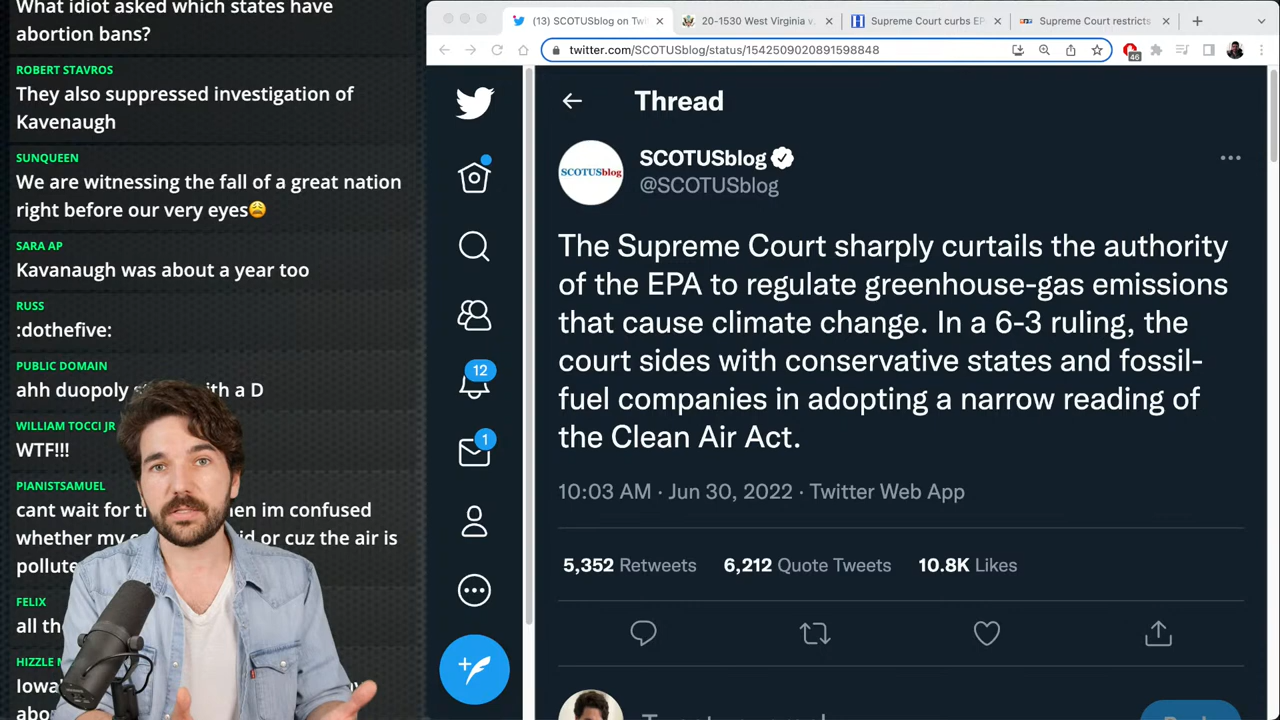 What idiot asked which states have
abortion bans?
ROBERT STAVROS
They also suppressed investigation of
Kavenaugh
SUNQUEEN
We are witnessing the fall of a great nation
right before our very eyes😩
SARA AP
Kavanaugh was about a year too
RUSS
:dothefive:
PUBLIC DOMAIN
ahh duopoly with a D
WILLIAM TOCCI JR
WTF!!!
PIANISTSAMUEL
cant wait for im confused
whether my or cuz the air is
FELIX
all
HIZZLE
(13) SCOTUSblog on Twi
20-1530 West Virginia v.
Supreme Court curbs EP
Supreme Court restricts
twitter.com/SCOTUSblog/status/1542509020891598848
46
Thread
SCOTUSblog
SCOTUSblog
@SCOTUSblog
The Supreme Court sharply curtails the authority
of the EPA to regulate greenhouse-gas emissions
that cause climate change. In a 6-3 ruling, the
court sides with conservative states and fossil-
fuel companies in adopting a narrow reading of
the Clean Air Act.
10:03 AM · Jun 30, 2022 · Twitter Web App
5,352 Retweets 6,212 Quote Tweets 10.8K Likes
12
1